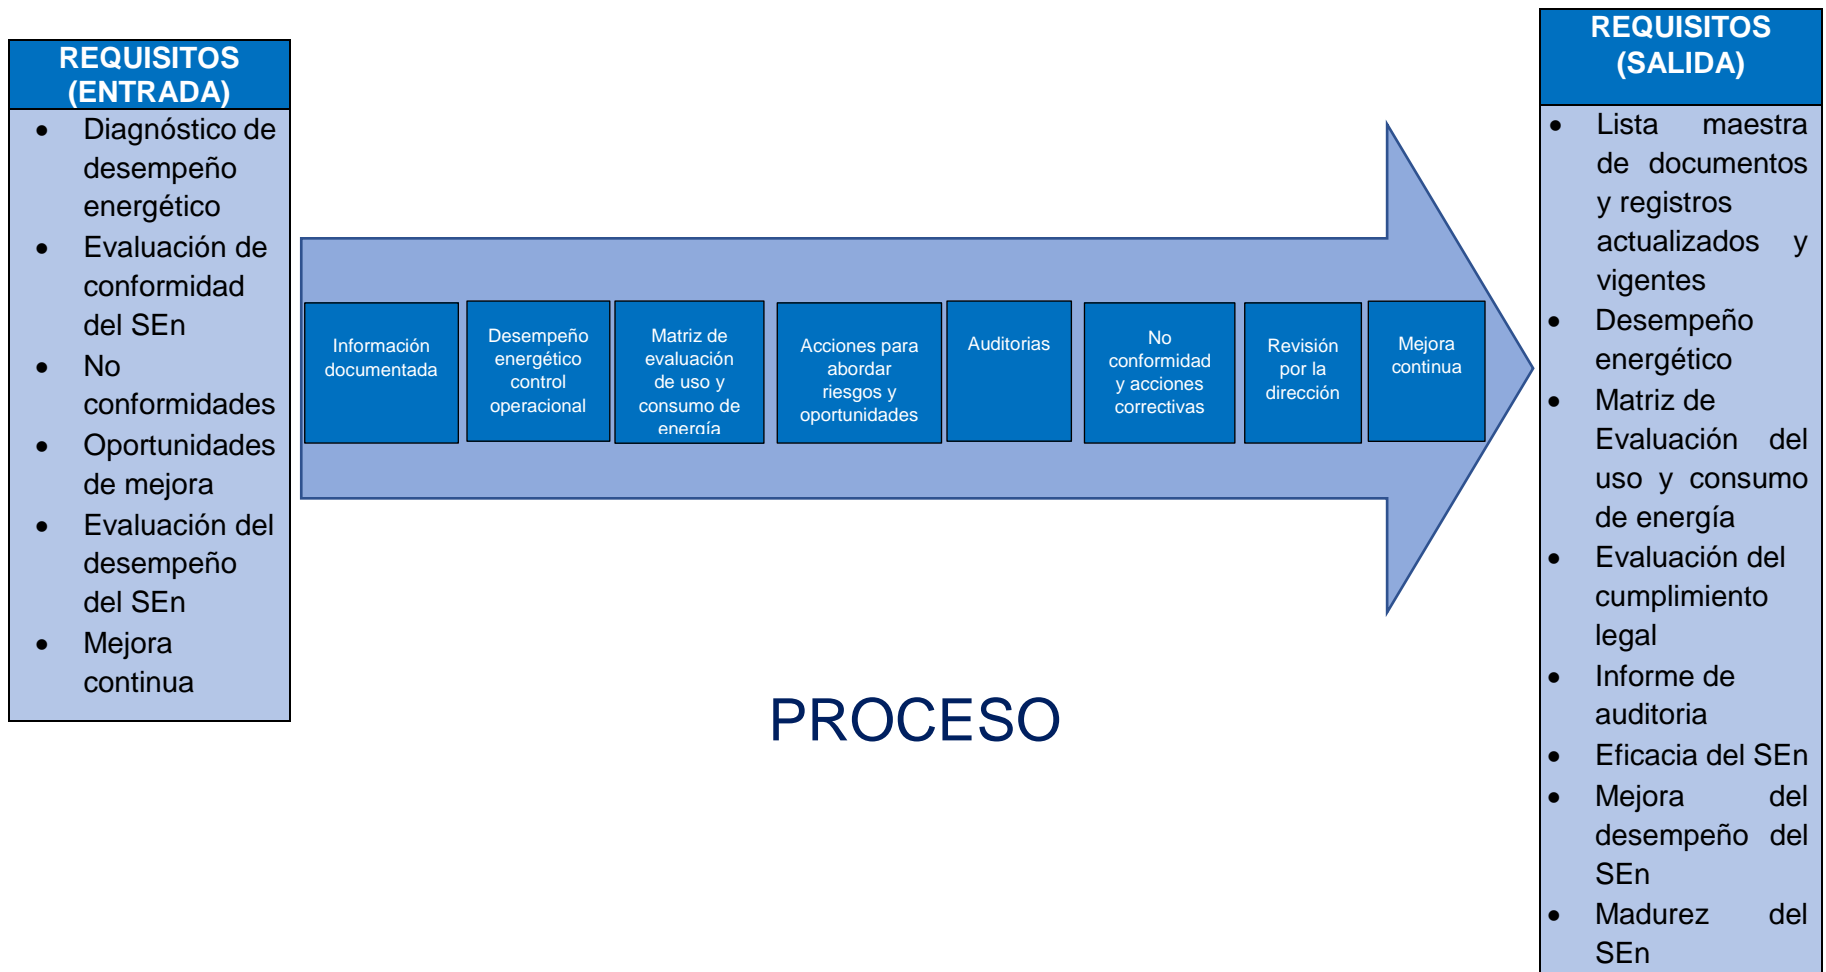 REQUISITOS
(ENTRADA)
• Diagnóstico de
desempeño
energético
• Evaluación de
conformidad
del SEn
• No
conformidades
• Oportunidades
de mejora
• Evaluación del
desempeño
del SEn
• Mejora
continua
Información
documentada
Desempeño
energético
control
operacional
Matriz de
evaluación
de uso y
consumo de
energía
Acciones para
abordar
riesgos y
oportunidades
Auditorias
No
conformidad
y acciones
correctivas
Revisión
por la
dirección
Mejora
continua
PROCESO
REQUISITOS
(SALIDA)
• Lista maestra
de documentos
y registros
actualizados y
vigentes
• Desempeño
energético
• Matriz de
Evaluación del
uso y consumo
de energía
• Evaluación del
cumplimiento
legal
• Informe de
auditoria
• Eficacia del SEn
• Mejora del
desempeño del
SEn
• Madurez del
SEn